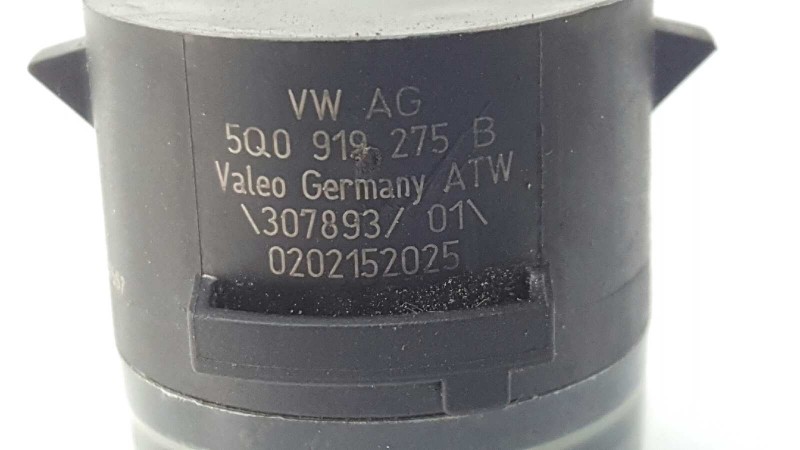 VW AG
5Q0 919 275 B
Valeo Germany ATW
\307893/ 01\
0202152025